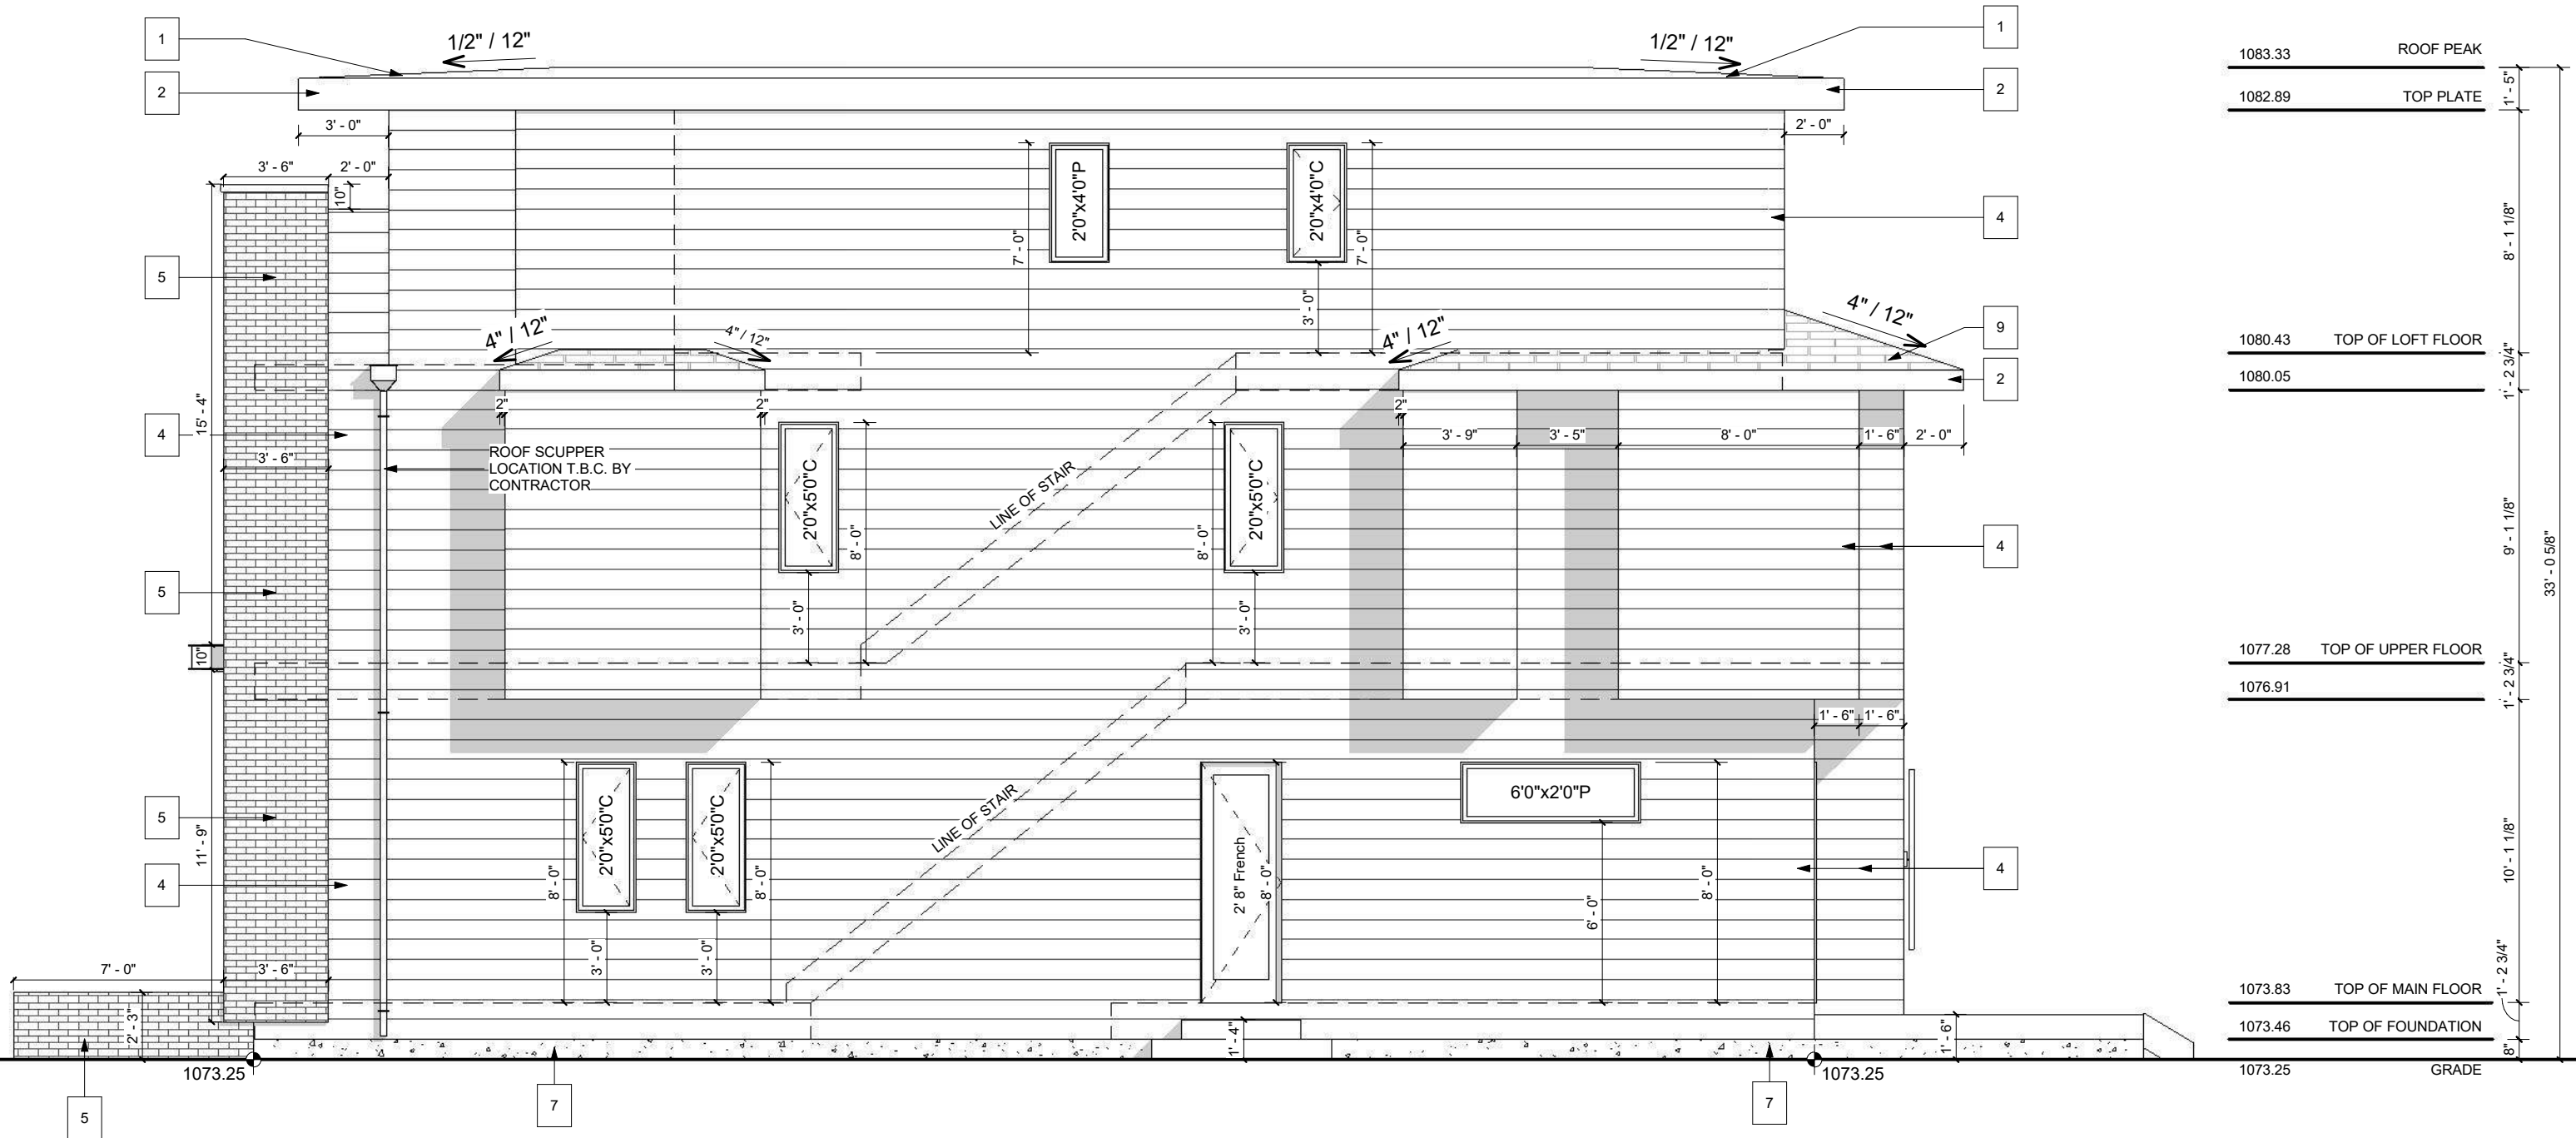 1
1/2" / 12"
1/2" / 12"
1
2
2
3' - 0"
2' - 0"
3' - 6"
2' - 0"
10"
2'0"x4'0"P
2'0"x4'0"C
7' - 0"
7' - 0"
3' - 0"
4
5
4" / 12"
4" / 12"
4" / 12"
4" / 12"
9
2
15' - 4"
4
2"
2"
2"
3' - 9"
3' - 5"
8' - 0"
1' - 6"
2' - 0"
3' - 6"
ROOF SCUPPER
LOCATION T.B.C. BY
CONTRACTOR
2'0"x5'0"C
8' - 0"
3' - 0"
LINE OF STAIR
8' - 0"
2'0"x5'0"C
3' - 0"
4
5
10"
1' - 6"
1' - 6"
5
11' - 9"
4
8' - 0"
2'0"x5'0"C
3' - 0"
2'0"x5'0"C
3' - 0"
8' - 0"
LINE OF STAIR
2' 8" French
8' - 0"
6'0"x2'0"P
6' - 0"
8' - 0"
4
7' - 0"
3' - 6"
2' - 3"
1' - 4"
1' - 6"
1073.25
1073.25
5
7
7
1083.33 ROOF PEAK
1' - 5"
1082.89 TOP PLATE
8' - 1 1/8"
1080.43 TOP OF LOFT FLOOR
1' - 2 3/4"
1080.05
9' - 1 1/8"
33' - 0 5/8"
1077.28 TOP OF UPPER FLOOR
1' - 2 3/4"
1076.91
10' - 1 1/8"
1073.83 TOP OF MAIN FLOOR
1' - 2 3/4"
1073.46 TOP OF FOUNDATION
8"
1073.25 GRADE